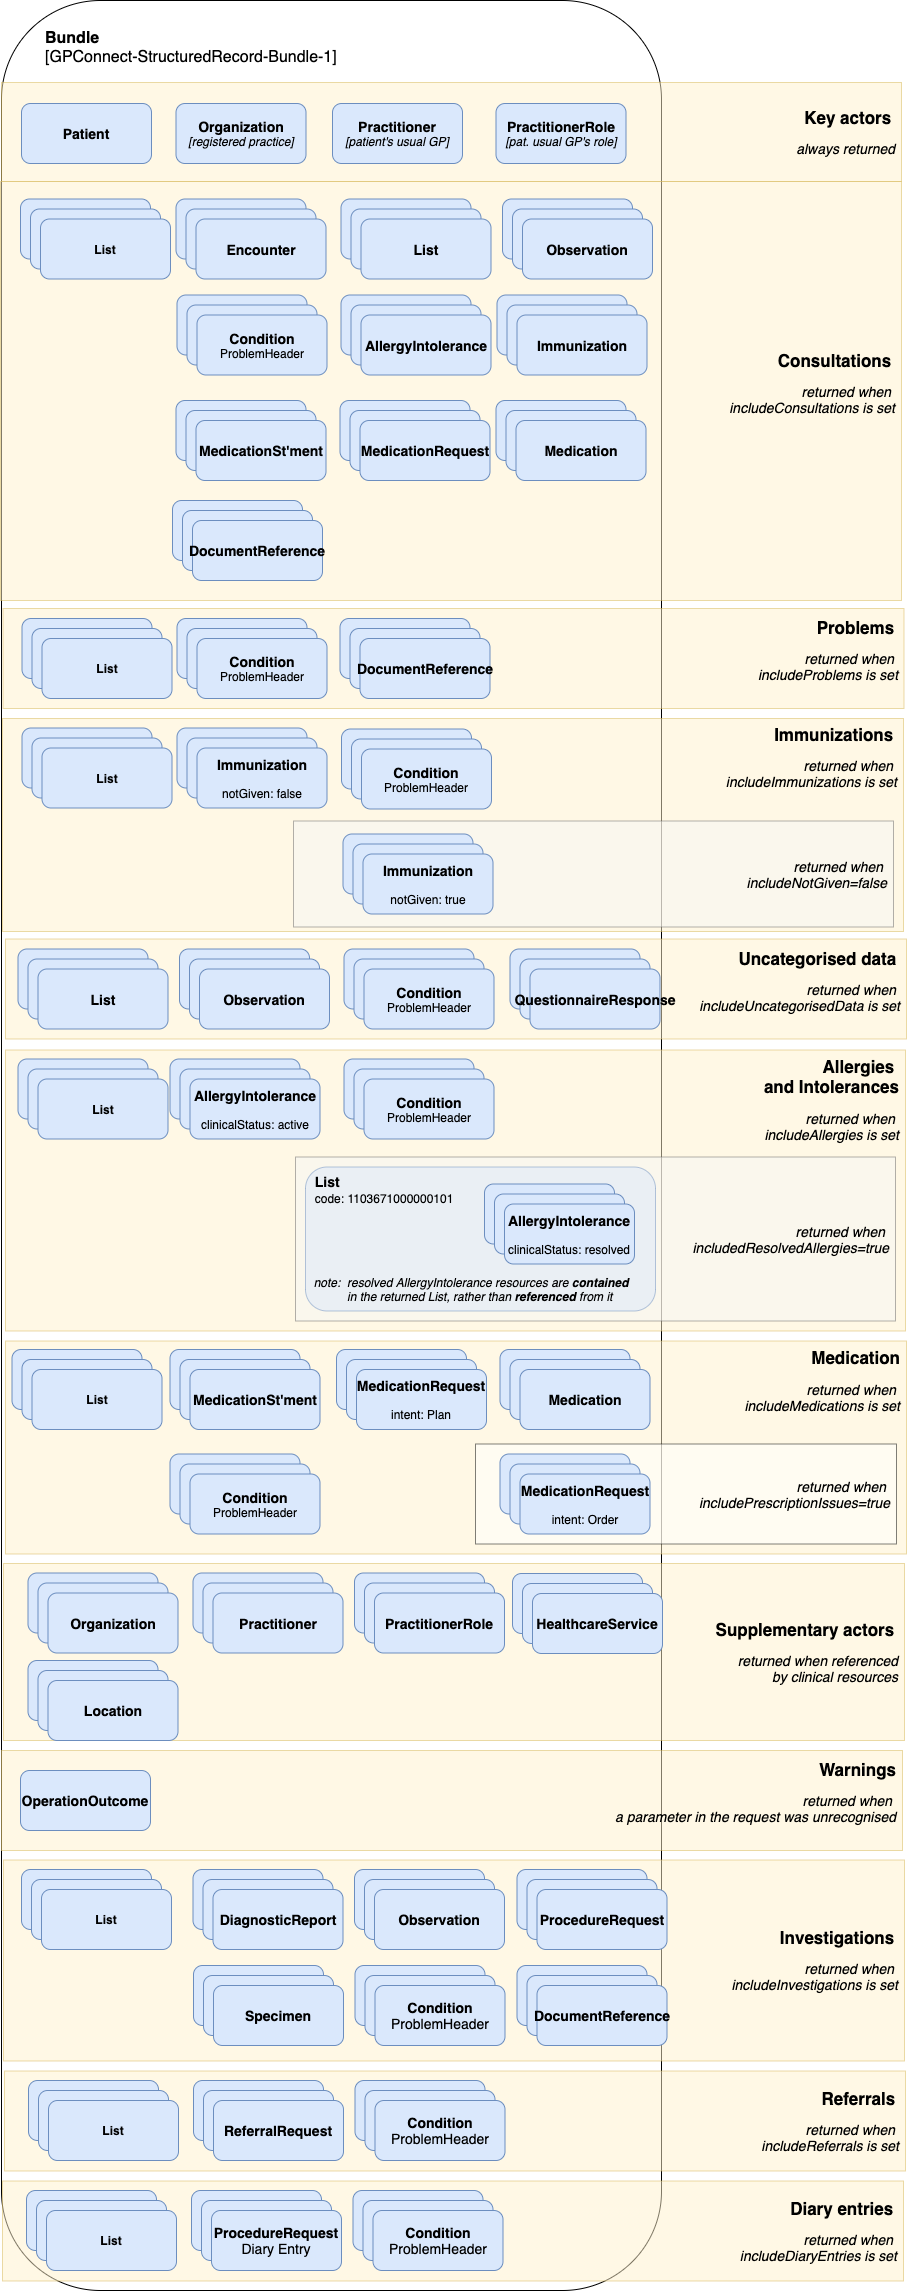 Bundle
[GPConnect-StructuredRecord-Bundle-1]
Key actors
always returned
Patient
Organization
[registered practice]
Practitioner
[patient's usual GP]
PractitionerRole
[pat. usual GP's role]
List
Encounter
List
Observation
Condition
ProblemHeader
AllergyIntolerance
Immunization
Consultations
returned when
includeConsultations is set
MedicationSt'ment
MedicationRequest
Medication
DocumentReference
Problems
returned when
includeProblems is set
List
Condition
ProblemHeader
DocumentReference
Immunizations
returned when
includeImmunizations is set
List
Immunization
notGiven: false
Condition
ProblemHeader
Immunization
notGiven: true
returned when
includeNotGiven=false
Uncategorised data
returned when
includeUncategorisedData is set
List
Observation
Condition
ProblemHeader
QuestionnaireResponse
Allergies
and Intolerances
returned when
includeAllergies is set
List
AllergyIntolerance
clinicalStatus: active
Condition
ProblemHeader
List
code: 1103671000000101
AllergyIntolerance
clinicalStatus: resolved
note: resolved AllergyIntolerance resources are contained
in the returned List, rather than referenced from it
returned when
includedResolvedAllergies=true
Medication
returned when
includeMedications is set
List
MedicationSt'ment
MedicationRequest
intent: Plan
Medication
Condition
ProblemHeader
MedicationRequest
intent: Order
returned when
includePrescriptionIssues=true
Organization
Practitioner
PractitionerRole
HealthcareService
Supplementary actors
returned when referenced
by clinical resources
Location
Warnings
returned when
a parameter in the request was unrecognised
OperationOutcome
List
DiagnosticReport
Observation
ProcedureRequest
Investigations
returned when
includeInvestigations is set
Specimen
Condition
ProblemHeader
DocumentReference
Referrals
returned when
includeReferrals is set
List
ReferralRequest
Condition
ProblemHeader
Diary entries
returned when
includeDiaryEntries is set
List
ProcedureRequest
Diary Entry
Condition
ProblemHeader